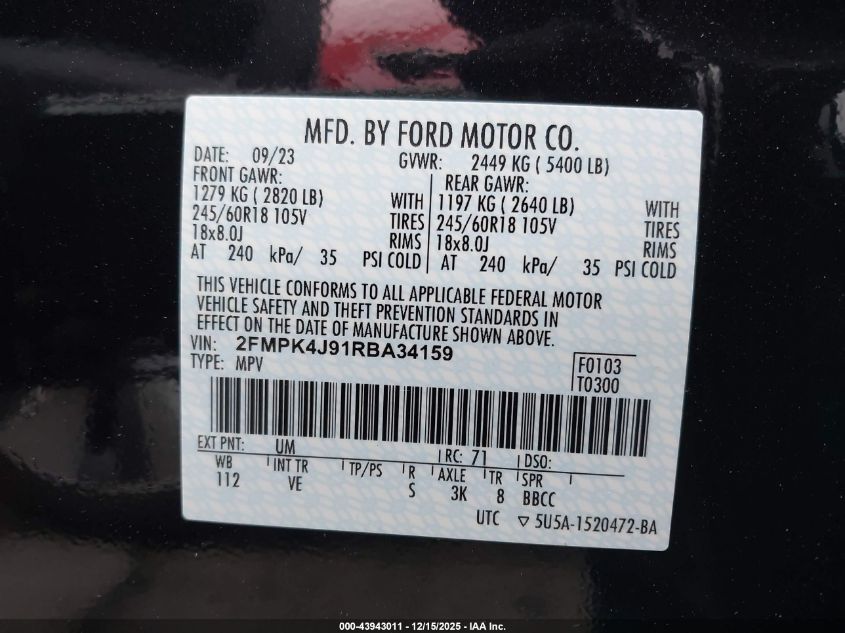 MFD. BY FORD MOTOR CO.
DATE: 09/23 GVWR: 2449 KG ( 5400 LB)
FRONT GAWR: REAR GAWR:
1279 KG ( 2820 LB) WITH 1197 KG ( 2640 LB) WITH
245/60R18 105V TIRES 245/60R18 105V TIRES
18x8.0J RIMS 18x8.0J RIMS
AT 240 kPa/ 35 PSI COLD AT 240 kPa/ 35 PSI COLD
THIS VEHICLE CONFORMS TO ALL APPLICABLE FEDERAL MOTOR
VEHICLE SAFETY AND THEFT PREVENTION STANDARDS IN
EFFECT ON THE DATE OF MANUFACTURE SHOWN ABOVE.
VIN: 2FMPK4J91RBA34159
TYPE: MPV F0103
T0300
EXT PNT: UM RC: 71 DSO:
WB INT TR TP/PS R AXLE TR SPR
112 VE S 3K 8 BBCC
UTC ▽ 5U5A-1520472-BA
000-43943011 - 12/15/2025 - IAA Inc.